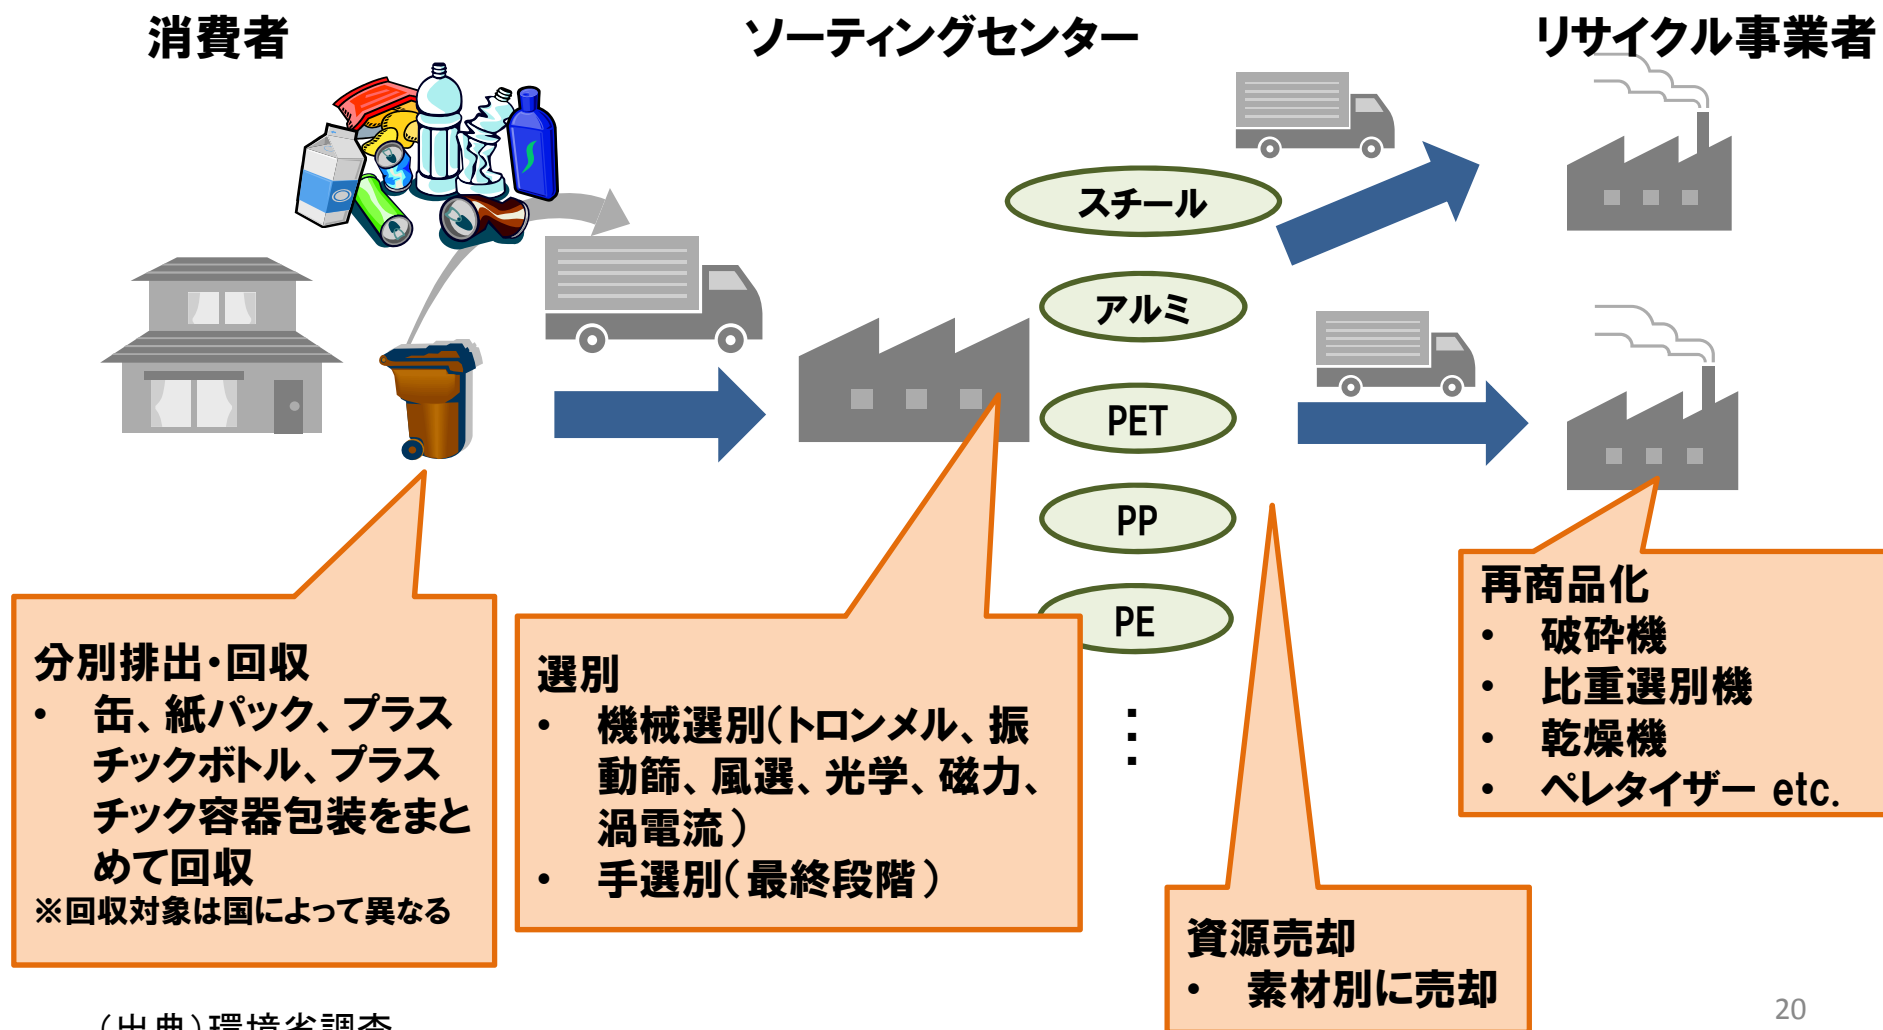 消費者
ソーティングセンター
リサイクル事業者
スチール
アルミ
PET
PP
PE
⋮
分別排出・回収
• 缶、紙パック、プラス
チックボトル、プラス
チック容器包装をまと
めて回収
※回収対象は国によって異なる
選別
• 機械選別(トロンメル、振
動篩、風選、光学、磁力、
渦電流)
• 手選別(最終段階)
資源売却
• 素材別に売却
再商品化
• 破砕機
• 比重選別機
• 乾燥機
• ペレタイザー etc.
(出典)環境省調査
20